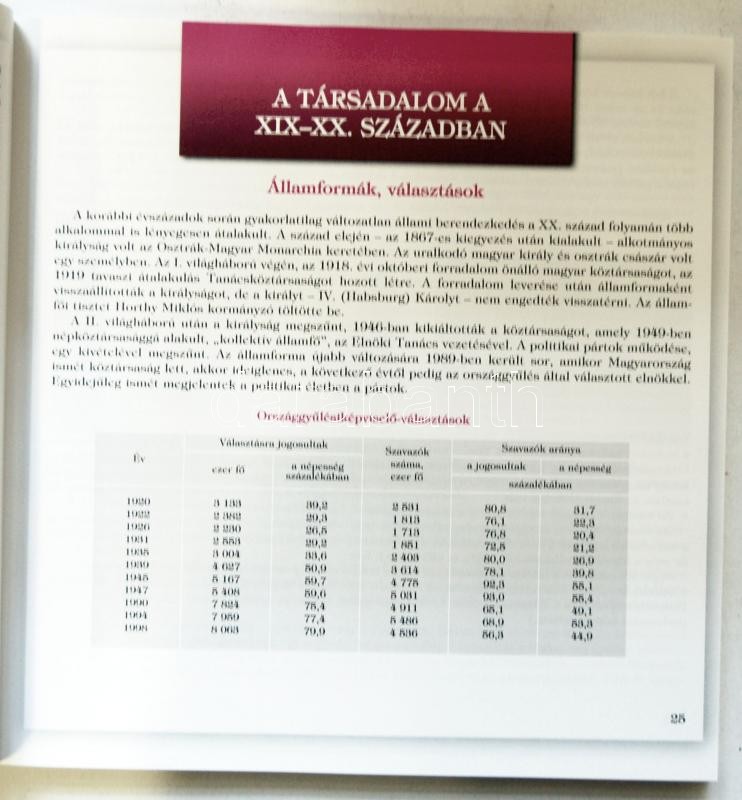 A TÁRSADALOM A
XIX–XX. SZÁZADBAN
Államformák, választások
A korábbi évszázadok során gyakorlatilag változatlan állami berendezkedés a XX. század folyamán több
alkalommal is lényegesen átalakult. A század elején – az 1867-es kiegyezés után kialakult – alkotmányos
királyság volt az Osztrák-Magyar Monarchia keretében. Az uralkodó magyar király és osztrák császár volt
egy személyben. Az I. világháború végén, az 1918. évi októberi forradalom önálló magyar köztársaságot, az
1919 tavaszi átalakulás Tanácsköztársaságot hozott létre. A forradalom leverése után államformaként
visszaállították a királyságot, de a királyt – IV. (Habsburg) Károlyt – nem engedték visszatérni. Az állam-
fői tisztet Horthy Miklós kormányzó töltötte be.
A II. világháború után a királyság megszűnt, 1946-ban kikiáltották a köztársaságot, amely 1949-ben
népköztársasággá alakult, „kollektív államfő”, az Elnöki Tanács vezetésével. A politikai pártok működése,
egy kivételével megszűnt. Az államforma újabb változására 1989-ben került sor, amikor Magyarország
ismét köztársaság lett, akkor ideiglenes, a következő évtől pedig az országgyűlés által választott elnökkel.
Egyidejűleg ismét megjelentek a politikai életben a pártok.
Országgyűlésiképviselő-választások
Év Választásra jogosultak Szavazók száma, ezer fő Szavazók aránya
ezer fő a népesség százalékában a jogosultak a népesség
százalékában
1920 3 133 39,2 2 531 80,8 31,7
1922 2 382 29,3 1 813 76,1 22,3
1926 2 230 26,5 1 713 76,8 20,4
1931 2 553 29,2 1 851 72,5 21,2
1935 3 004 33,6 2 403 80,0 26,9
1939 4 627 50,9 3 614 78,1 39,8
1945 5 167 59,7 4 775 92,3 55,1
1947 5 408 59,6 5 031 93,0 55,4
1990 7 824 75,4 4 911 65,1 49,1
1994 7 959 77,4 5 486 68,9 53,3
1998 8 063 79,9 4 536 56,3 44,9
25
darabanth